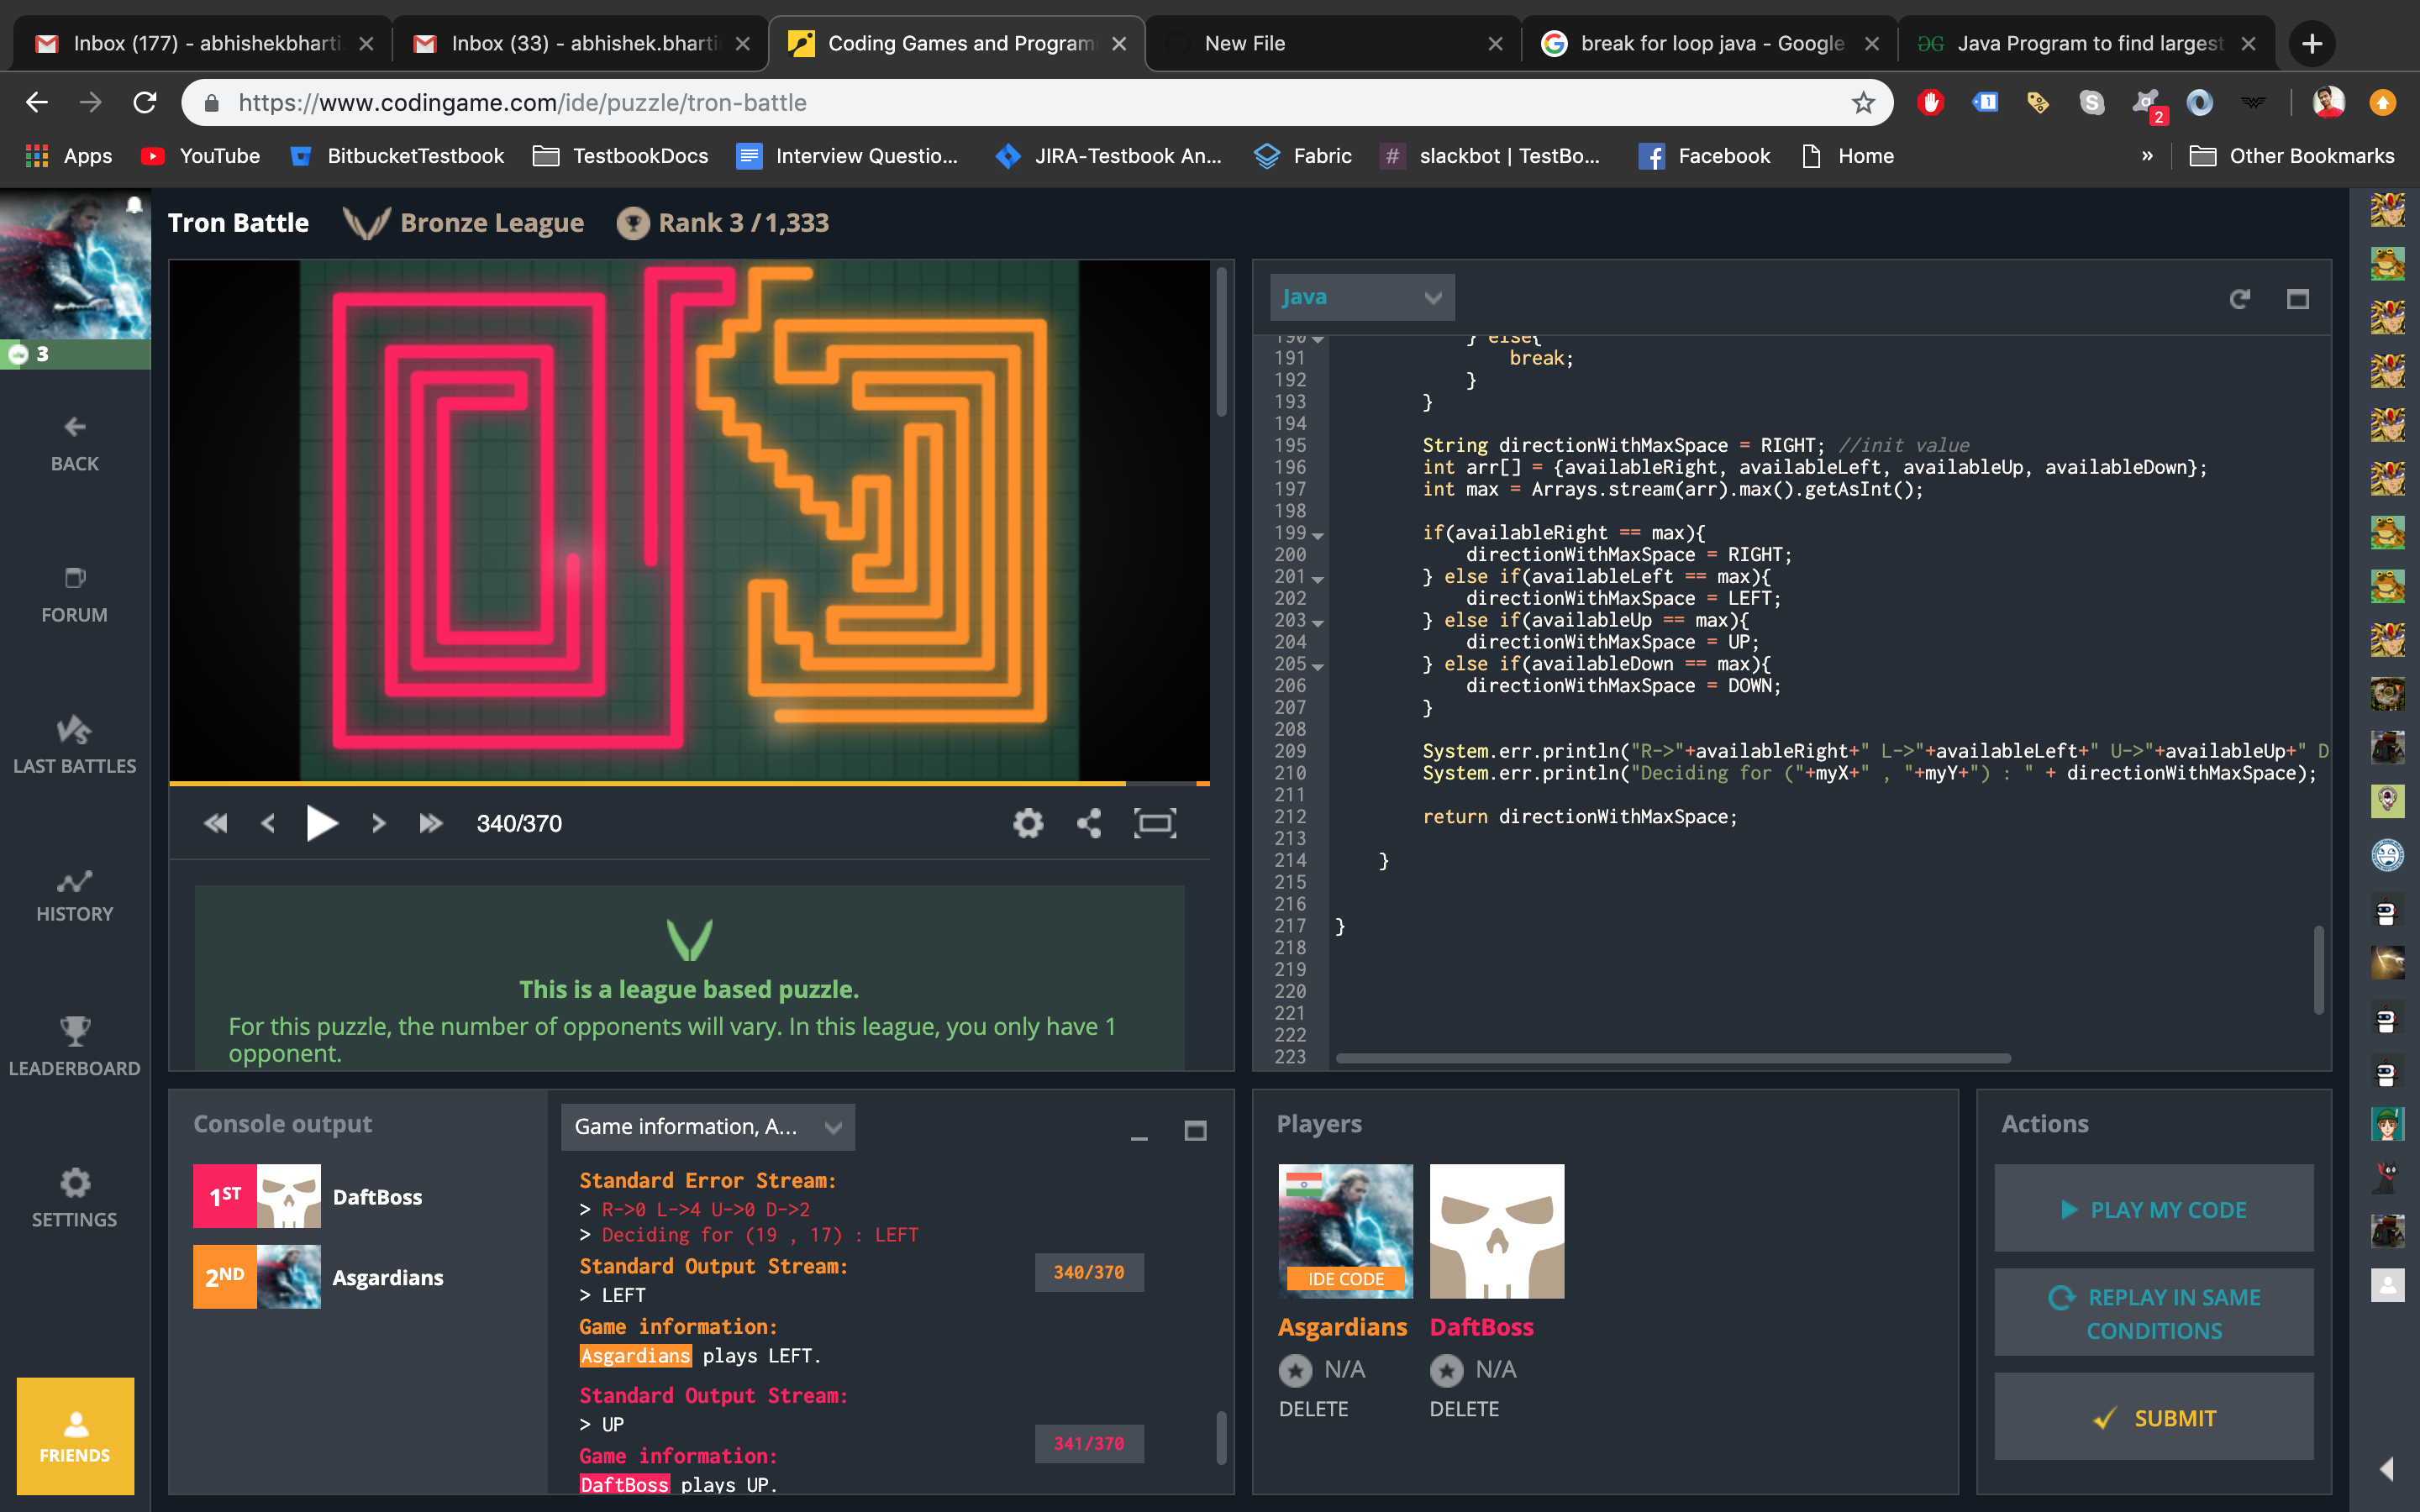 Inbox (177) - abhishekbharti
Inbox (33) - abhishek.bharti
Coding Games and Program
New File
break for loop java - Google
Java Program to find largest
https://www.codingame.com/ide/puzzle/tron-battle
1
2
Apps
YouTube
BitbucketTestbook
TestbookDocs
Interview Questio...
JIRA-Testbook An...
Fabric
slackbot | TestBo...
Facebook
Home
»
Other Bookmarks
3
BACK
FORUM
LAST BATTLES
HISTORY
LEADERBOARD
SETTINGS
FRIENDS
Tron Battle
Bronze League
Rank 3 / 1,333
340/370
This is a league based puzzle.
For this puzzle, the number of opponents will vary. In this league, you only have 1
opponent.
Java
190 } else{
191 break;
192 }
193 }
194
195 String directionWithMaxSpace = RIGHT; //init value
196 int arr[] = {availableRight, availableLeft, availableUp, availableDown};
197 int max = Arrays.stream(arr).max().getAsInt();
198
199 if(availableRight == max){
200 directionWithMaxSpace = RIGHT;
201 } else if(availableLeft == max){
202 directionWithMaxSpace = LEFT;
203 } else if(availableUp == max){
204 directionWithMaxSpace = UP;
205 } else if(availableDown == max){
206 directionWithMaxSpace = DOWN;
207 }
208
209 System.err.println("R->"+availableRight+" L->"+availableLeft+" U->"+availableUp+" D
210 System.err.println("Deciding for ("+myX+" , "+myY+") : " + directionWithMaxSpace);
211
212 return directionWithMaxSpace;
213
214 }
215
216
217 }
218
219
220
221
222
223
Console output
1ST DaftBoss
2ND Asgardians
Game information, A...
Standard Error Stream:
> R->0 L->4 U->0 D->2
> Deciding for (19 , 17) : LEFT
Standard Output Stream:
340/370
> LEFT
Game information:
Asgardians plays LEFT.
Standard Output Stream:
> UP
341/370
Game information:
DaftBoss plays UP.
Players
IDE CODE
Asgardians
N/A
DELETE
DaftBoss
N/A
DELETE
Actions
PLAY MY CODE
REPLAY IN SAME
CONDITIONS
SUBMIT